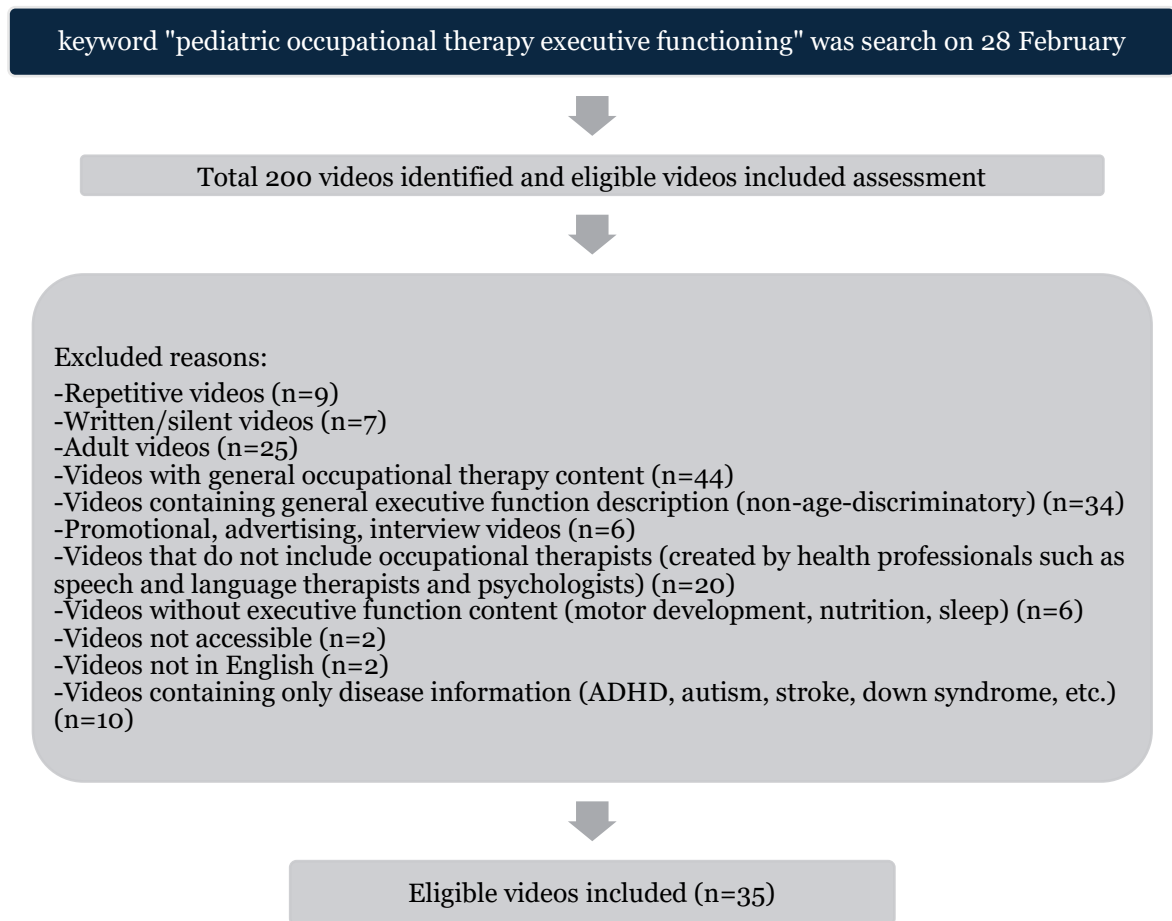 keyword "pediatric occupational therapy executive functioning" was search on 28 February
Total 200 videos identified and eligible videos included assessment
Excluded reasons:
-Repetitive videos (n=9)
-Written/silent videos (n=7)
-Adult videos (n=25)
-Videos with general occupational therapy content (n=44)
-Videos containing general executive function description (non-age-discriminatory) (n=34)
-Promotional, advertising, interview videos (n=6)
-Videos that do not include occupational therapists (created by health professionals such as
speech and language therapists and psychologists) (n=20)
-Videos without executive function content (motor development, nutrition, sleep) (n=6)
-Videos not accessible (n=2)
-Videos not in English (n=2)
-Videos containing only disease information (ADHD, autism, stroke, down syndrome, etc.)
(n=10)
Eligible videos included (n=35)